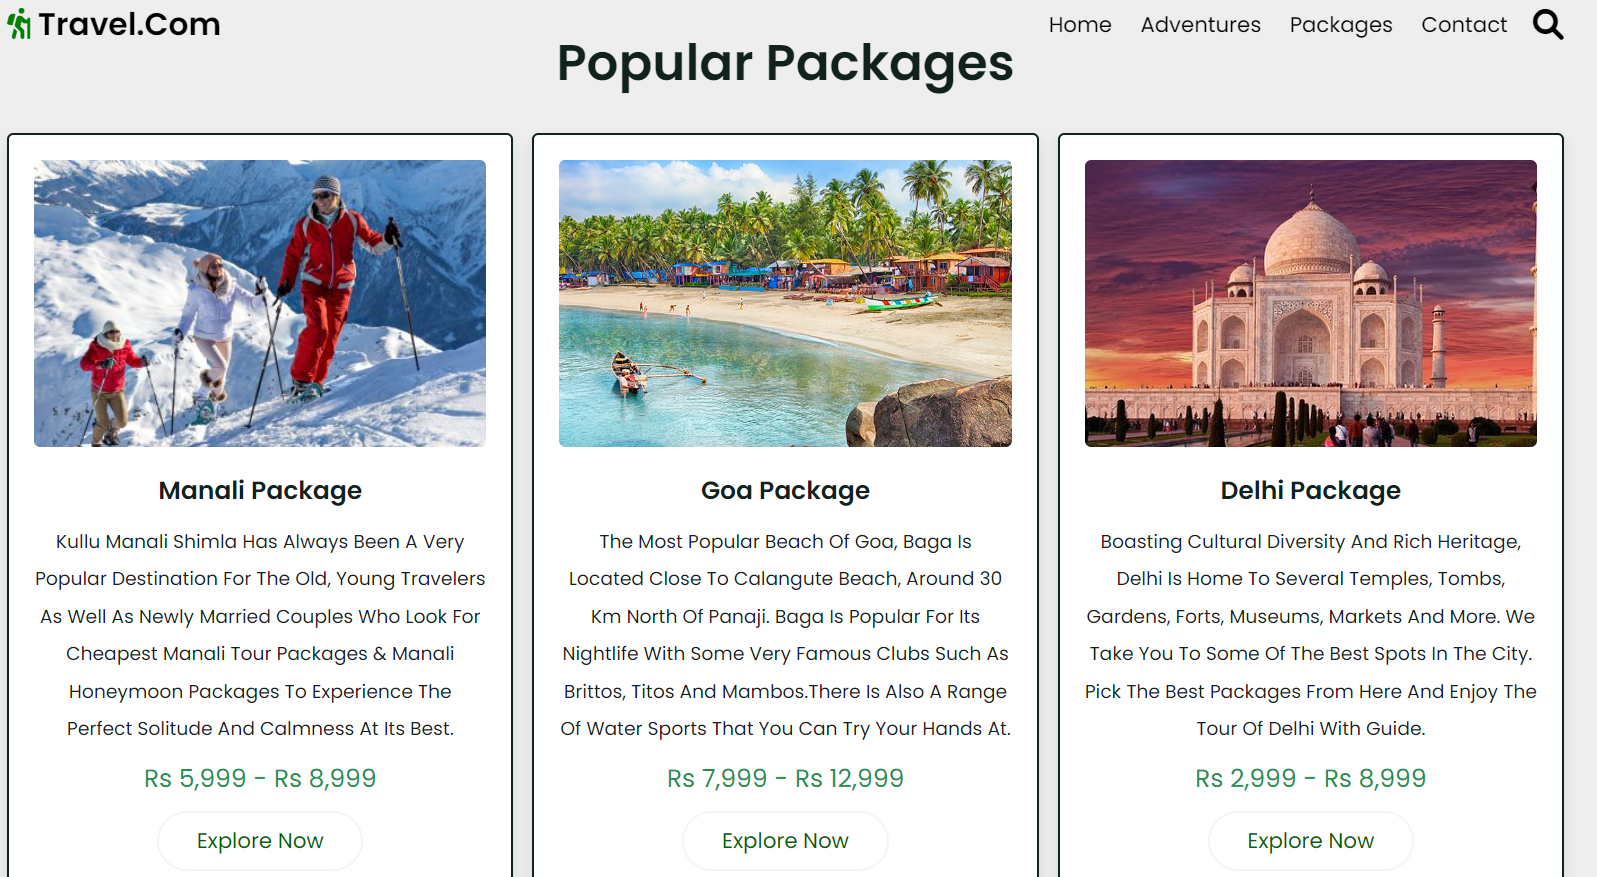 Travel.Com
Home Adventures Packages Contact
Popular Packages
Manali Package
Kullu Manali Shimla Has Always Been A Very
Popular Destination For The Old, Young Travelers
As Well As Newly Married Couples Who Look For
Cheapest Manali Tour Packages & Manali
Honeymoon Packages To Experience The
Perfect Solitude And Calmness At Its Best.
Rs 5,999 - Rs 8,999
Explore Now
Goa Package
The Most Popular Beach Of Goa, Baga Is
Located Close To Calangute Beach, Around 30
Km North Of Panaji. Baga Is Popular For Its
Nightlife With Some Very Famous Clubs Such As
Brittos, Titos And Mambos.There Is Also A Range
Of Water Sports That You Can Try Your Hands At.
Rs 7,999 - Rs 12,999
Explore Now
Delhi Package
Boasting Cultural Diversity And Rich Heritage,
Delhi Is Home To Several Temples, Tombs,
Gardens, Forts, Museums, Markets And More. We
Take You To Some Of The Best Spots In The City.
Pick The Best Packages From Here And Enjoy The
Tour Of Delhi With Guide.
Rs 2,999 - Rs 8,999
Explore Now